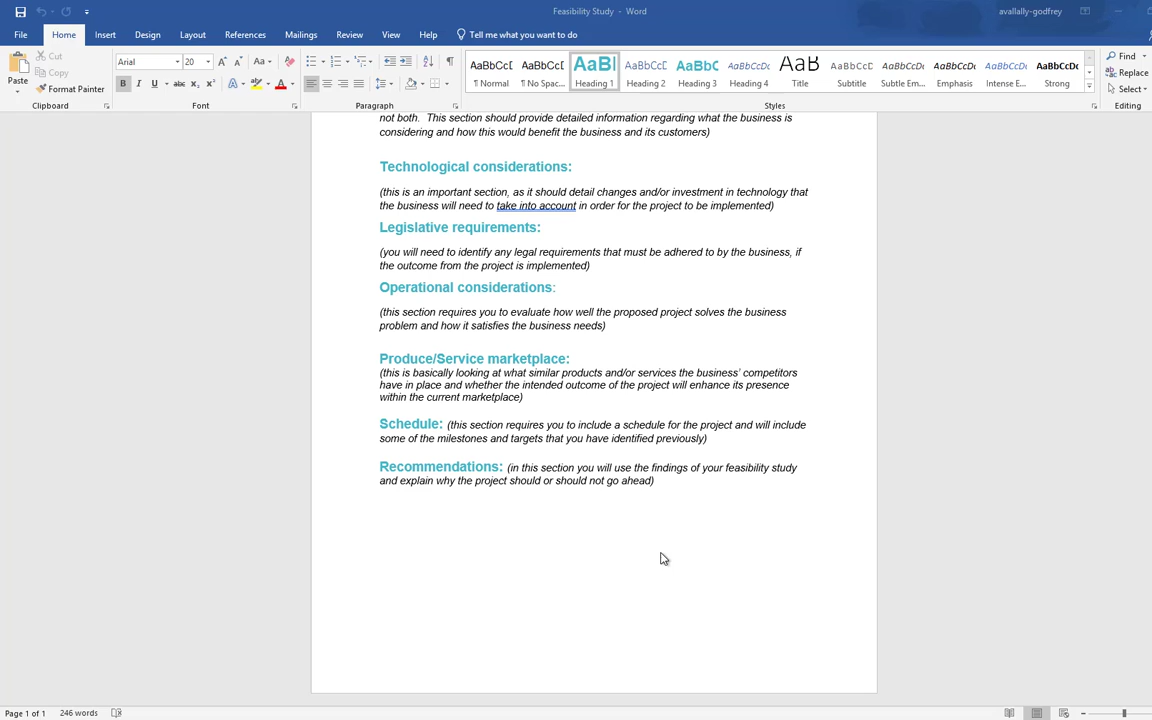 Feasibility Study - Word
avallally-godfrey
File Home Insert Design Layout References Mailings Review View Help Tell me what you want to do
Paste
Cut
Copy
Format Painter
Clipboard
Arial 20
Font
Paragraph
AaBbCcD AaBbCcD AaBl AaBbCcD AaBbC AaBbCcDc AaB AaBbCcDc AaBbCcDc AaBbCcDc AaBbCcDc AaBbCcDc
¶ Normal ¶ No Spac... Heading 1 Heading 2 Heading 3 Heading 4 Title Subtitle Subtle Em... Emphasis Intense E... Strong
Styles
Find
Replace
Select
Editing
not both. This section should provide detailed information regarding what the business is
considering and how this would benefit the business and its customers)
Technological considerations:
(this is an important section, as it should detail changes and/or investment in technology that
the business will need to take into account in order for the project to be implemented)
Legislative requirements:
(you will need to identify any legal requirements that must be adhered to by the business, if
the outcome from the project is implemented)
Operational considerations:
(this section requires you to evaluate how well the proposed project solves the business
problem and how it satisfies the business needs)
Produce/Service marketplace:
(this is basically looking at what similar products and/or services the business' competitors
have in place and whether the intended outcome of the project will enhance its presence
within the current marketplace)
Schedule: (this section requires you to include a schedule for the project and will include
some of the milestones and targets that you have identified previously)
Recommendations: (in this section you will use the findings of your feasibility study
and explain why the project should or should not go ahead)
Page 1 of 1 246 words